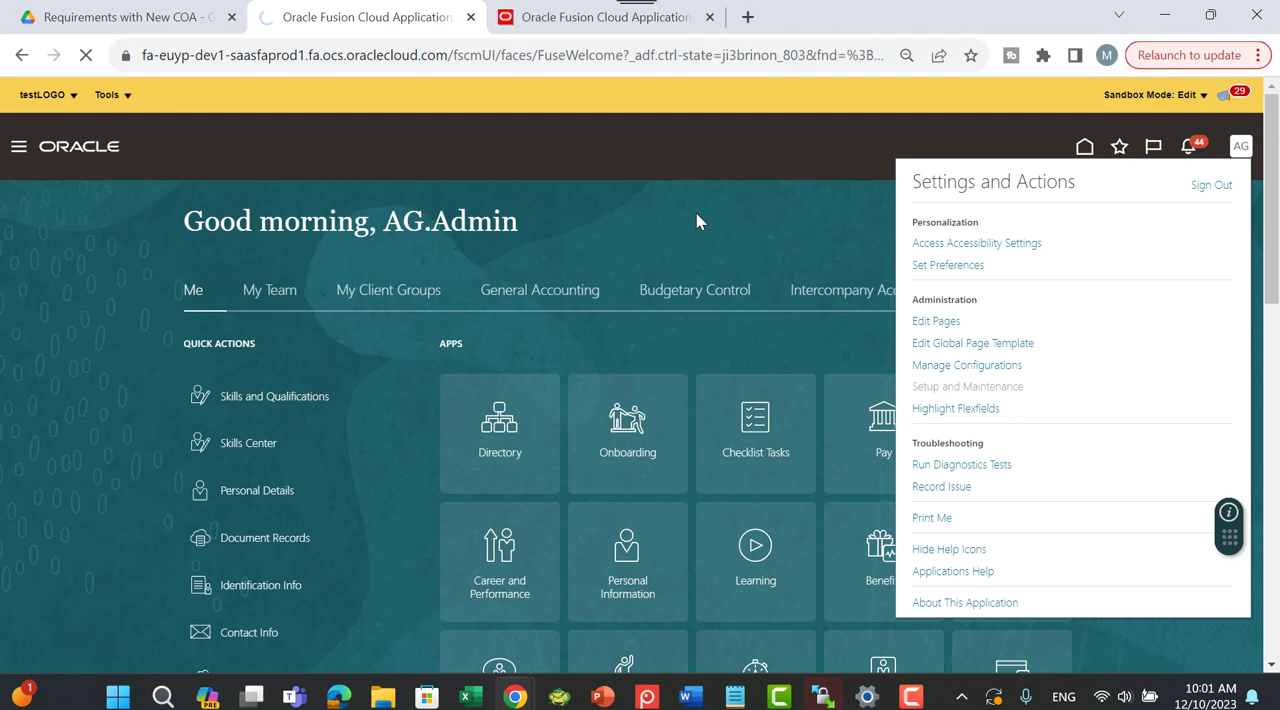 Requirements with New COA - G
Oracle Fusion Cloud Application
Oracle Fusion Cloud Application
fa-euyp-dev1-saasfaprod1.fa.ocs.oraclecloud.com/fscmUI/faces/FuseWelcome?_adf.ctrl-state=ji3brinon_803&fnd=%3B...
tb
M
Relaunch to update
testLOGO
Tools
Sandbox Mode: Edit
29
ORACLE
44
AG
Good morning, AG.Admin
Me
My Team
My Client Groups
General Accounting
Budgetary Control
Intercompany Acc
QUICK ACTIONS
Skills and Qualifications
Skills Center
Personal Details
Document Records
Identification Info
Contact Info
APPS
Directory
Onboarding
Checklist Tasks
Pay
Career and
Performance
Personal
Information
Learning
Benefi
Settings and Actions
Sign Out
Personalization
Access Accessibility Settings
Set Preferences
Administration
Edit Pages
Edit Global Page Template
Manage Configurations
Setup and Maintenance
Highlight Flexfields
Troubleshooting
Run Diagnostics Tests
Record Issue
Print Me
Hide Help Icons
Applications Help
About This Application
1
PRE
ENG
10:01 AM
12/10/2023